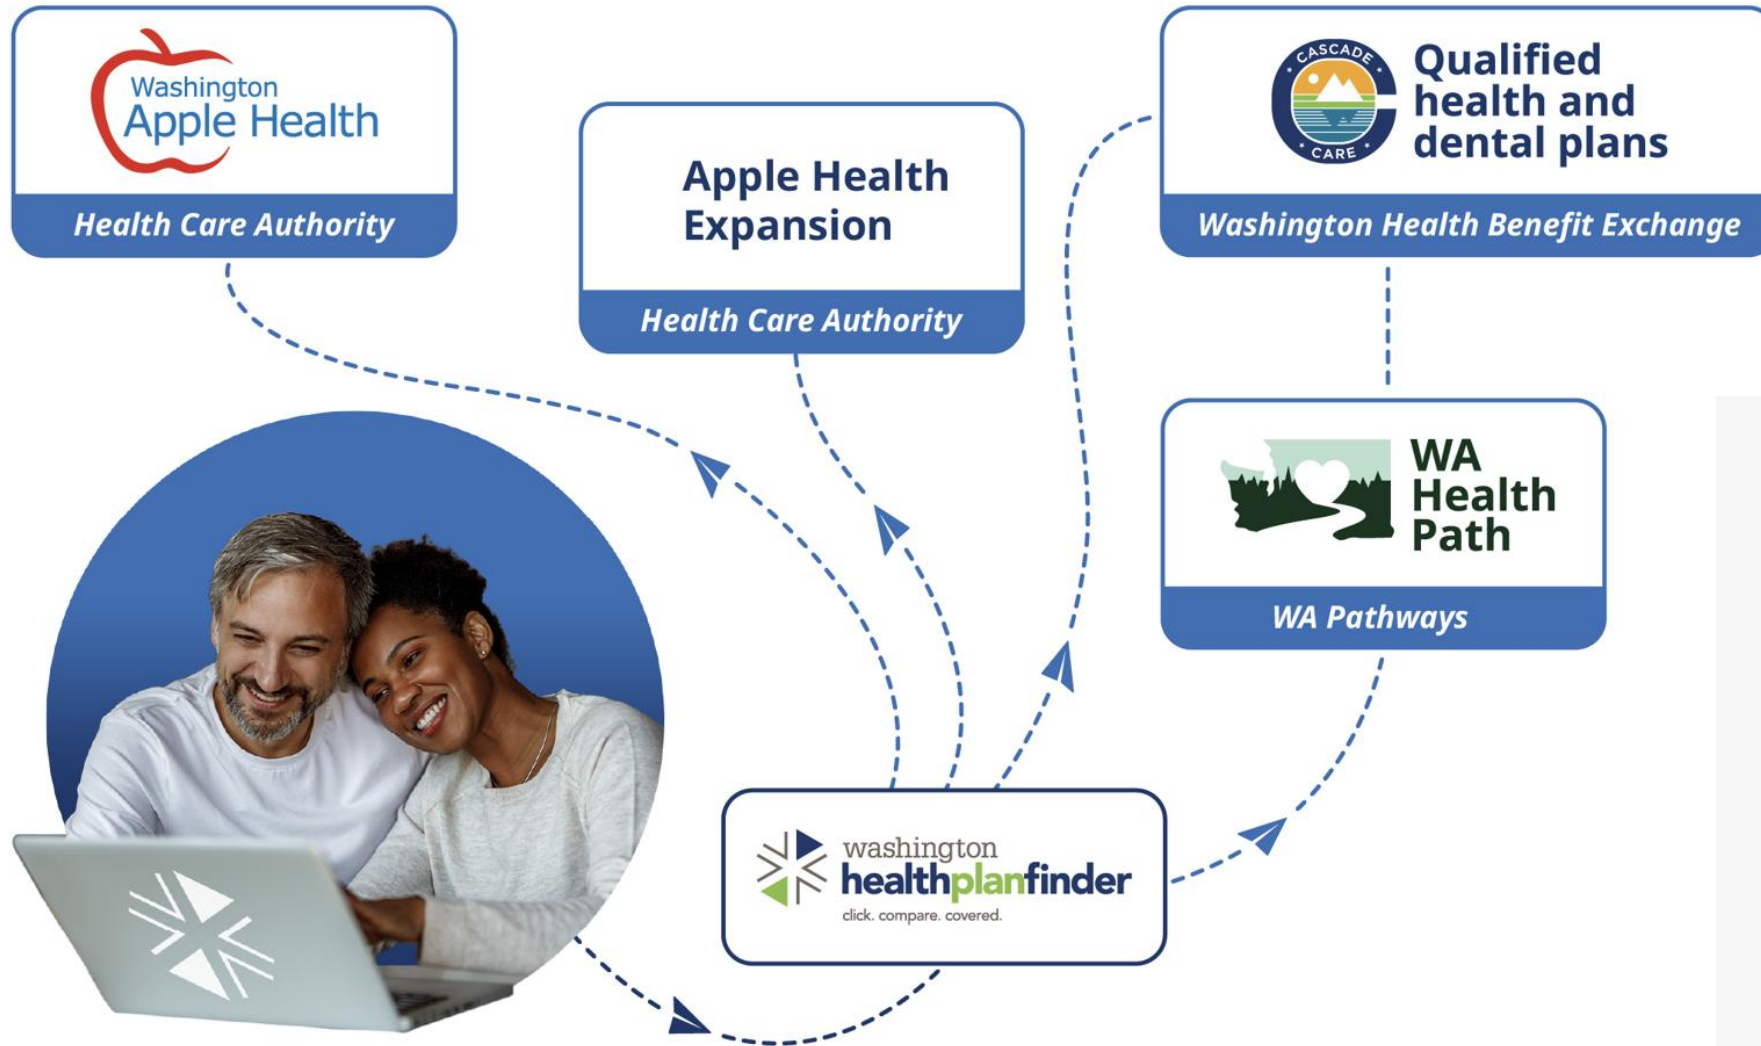 Washington
Apple Health
Health Care Authority
Apple Health
Expansion
Health Care Authority
CASCADE
CARE
Qualified
health and
dental plans
Washington Health Benefit Exchange
WA
Health
Path
WA Pathways
washington
healthplanfinder
click. compare. covered.